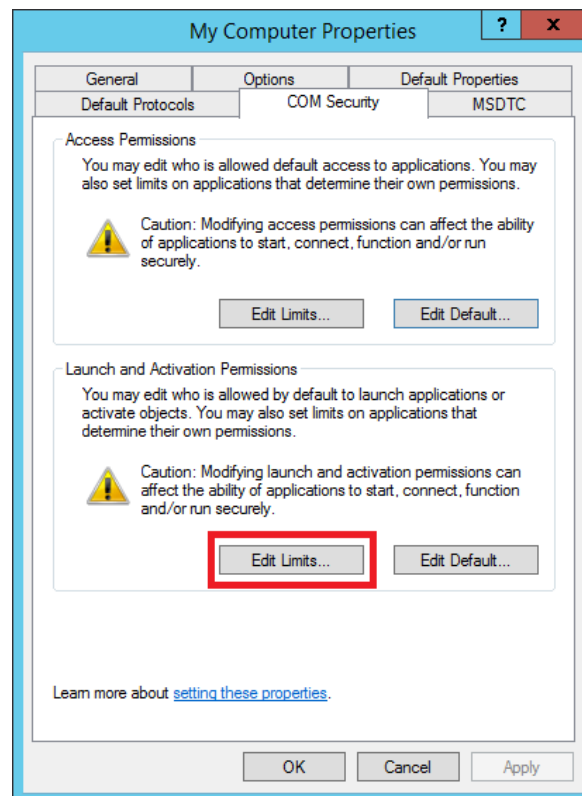 My Computer Properties
?
x
General
Options
Default Properties
Default Protocols
COM Security
MSDTC
Access Permissions
You may edit who is allowed default access to applications. You may
also set limits on applications that determine their own permissions.
Caution: Modifying access permissions can affect the ability
of applications to start, connect, function and/or run
securely.
Edit Limits...
Edit Default...
Launch and Activation Permissions
You may edit who is allowed by default to launch applications or
activate objects. You may also set limits on applications that
determine their own permissions.
Caution: Modifying launch and activation permissions can
affect the ability of applications to start, connect, function
and/or run securely.
Edit Limits...
Edit Default...
Learn more about setting these properties.
OK
Cancel
Apply